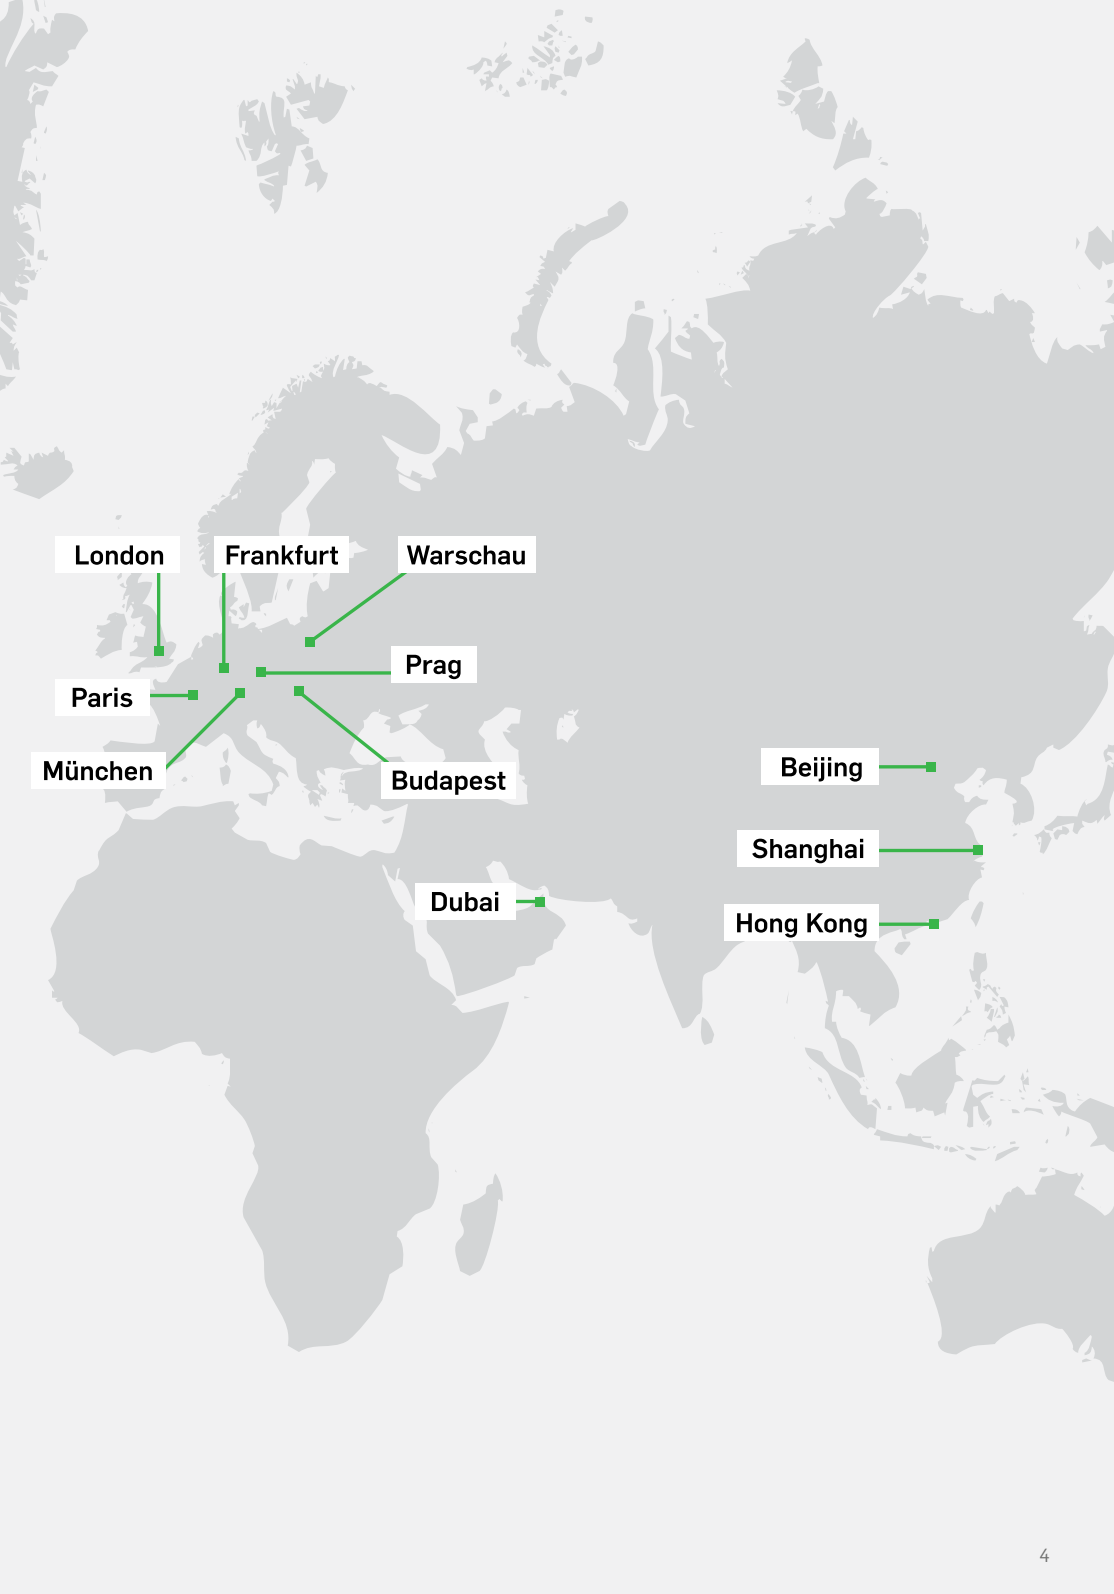 London
Frankfurt
Warschau
Prag
Paris
München
Budapest
Beijing
Shanghai
Dubai
Hong Kong
4